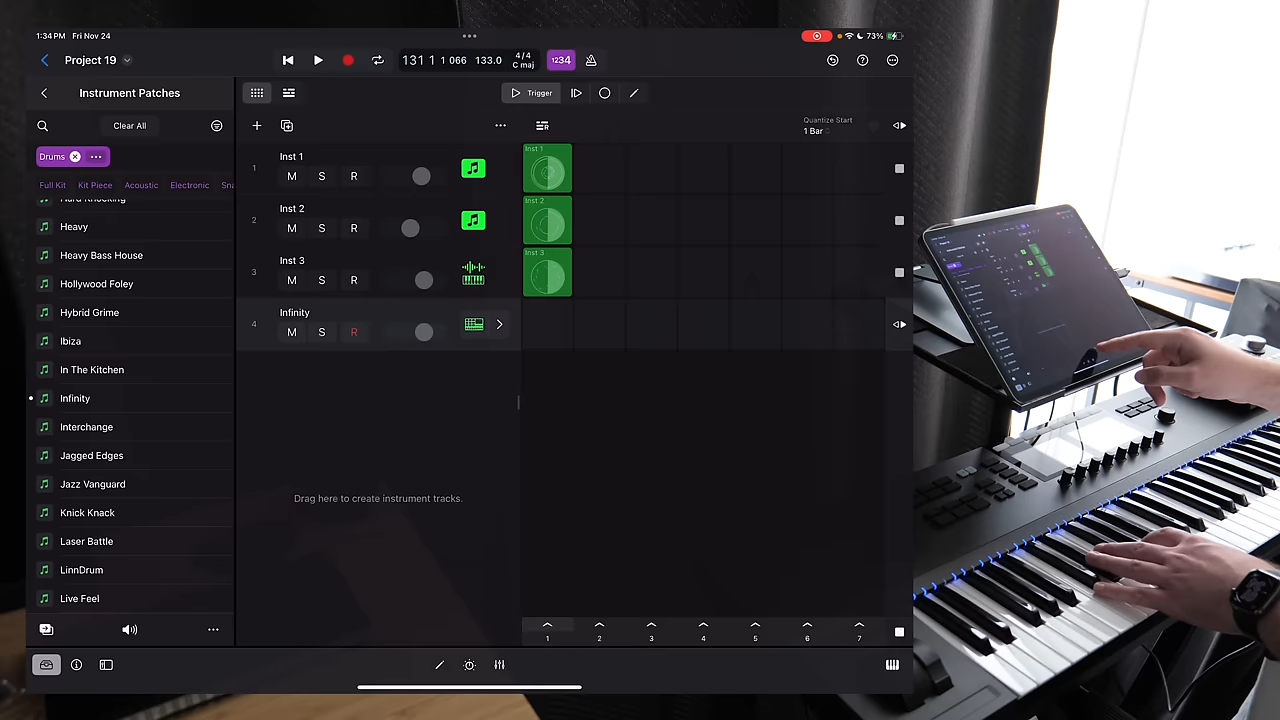 1:34 PM Fri Nov 24
73%
Project 19
131 1 1 066 133.0 4/4 C maj
1234
Instrument Patches
Trigger
Clear All
Quantize Start
1 Bar
Drums
Full Kit Kit Piece Acoustic Electronic Sna
Hard Knocking
Heavy
Heavy Bass House
Hollywood Foley
Hybrid Grime
Ibiza
In The Kitchen
Infinity
Interchange
Jagged Edges
Jazz Vanguard
Knick Knack
Laser Battle
LinnDrum
Live Feel
1 Inst 1
M S R
Inst 1
2 Inst 2
M S R
Inst 2
3 Inst 3
M S R
Inst 3
4 Infinity
M S R
Drag here to create instrument tracks.
1 2 3 4 5 6 7